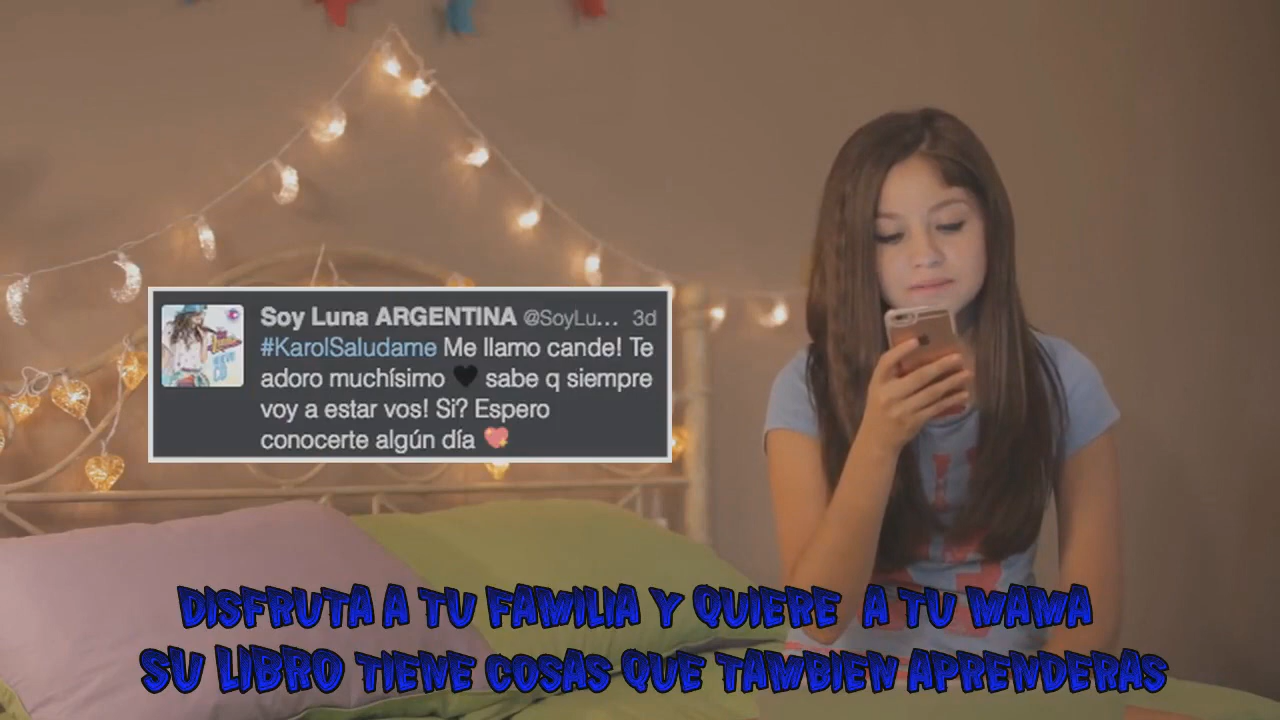 Soy Luna ARGENTINA @SoyLu... 3d
#KarolSaludame Me llamo cande! Te
adoro muchísimo 🖤 sabe q siempre
voy a estar vos! Si? Espero
conocerte algún día 💖
DISFRUTA A TU FAMILIA Y QUIERE A TU MAMA
SU LIBRO TIENE COSAS QUE TAMBIEN APRENDERAS